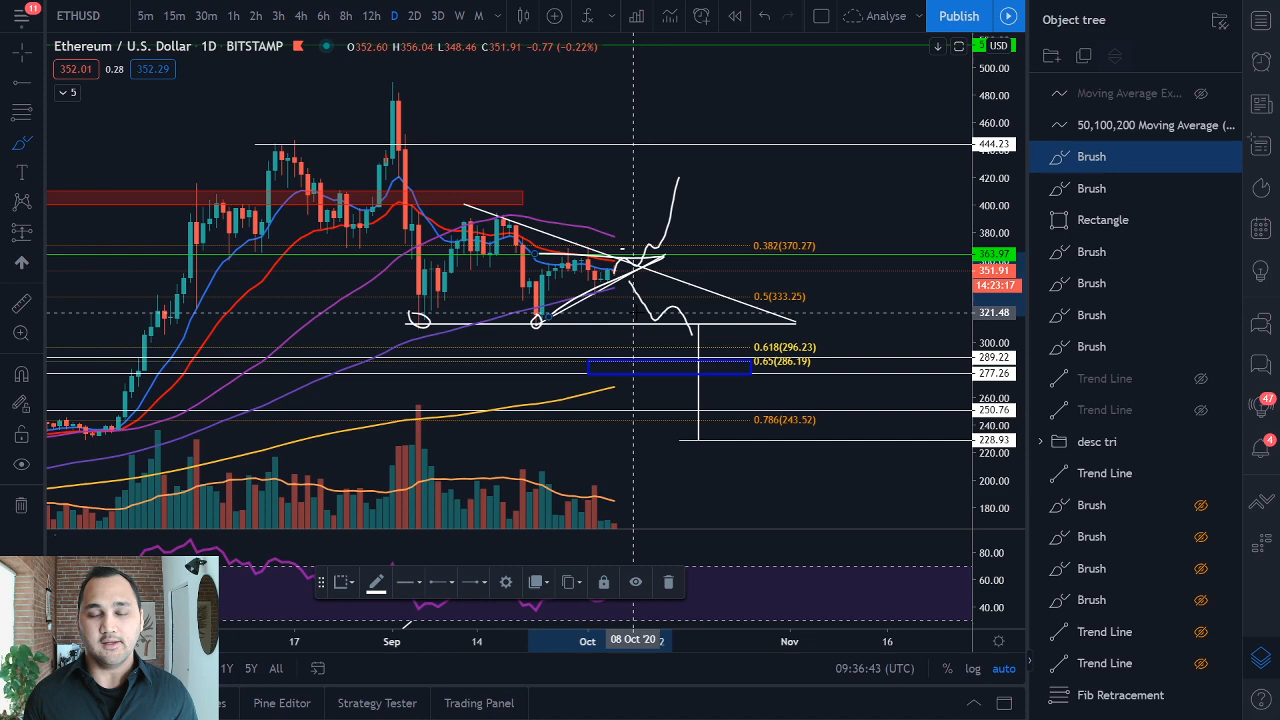 11
ETHUSD 5m 15m 30m 1h 2h 3h 4h 6h 8h 12h D 2D 3D W M Analyse Publish
Object tree
Ethereum / U.S. Dollar 1D BITSTAMP O352.60 H356.04 L348.46 C351.91 −0.77 (−0.22%)
USD
352.01 0.28 352.29
5
500.00
480.00
460.00
444.23
420.00
400.00
380.00
0.382(370.27)
363.97
351.91
14:23:17
0.5(333.25)
321.48
300.00
0.618(296.23)
289.22
0.65(286.19)
277.26
260.00
250.76
0.786(243.52)
228.93
220.00
200.00
180.00
80.00
60.00
40.00
17 Sep 14 Oct 08 Oct '20 2 Nov 16
1Y 5Y All 09:36:43 (UTC) % log auto
Pine Editor Strategy Tester Trading Panel
Moving Average Ex...
50,100,200 Moving Average (...
Brush
Brush
Rectangle
Brush
Brush
Brush
Brush
Trend Line
Trend Line
desc tri
Trend Line
Brush
Brush
Brush
Brush
Trend Line
Trend Line
Fib Retracement
47
4